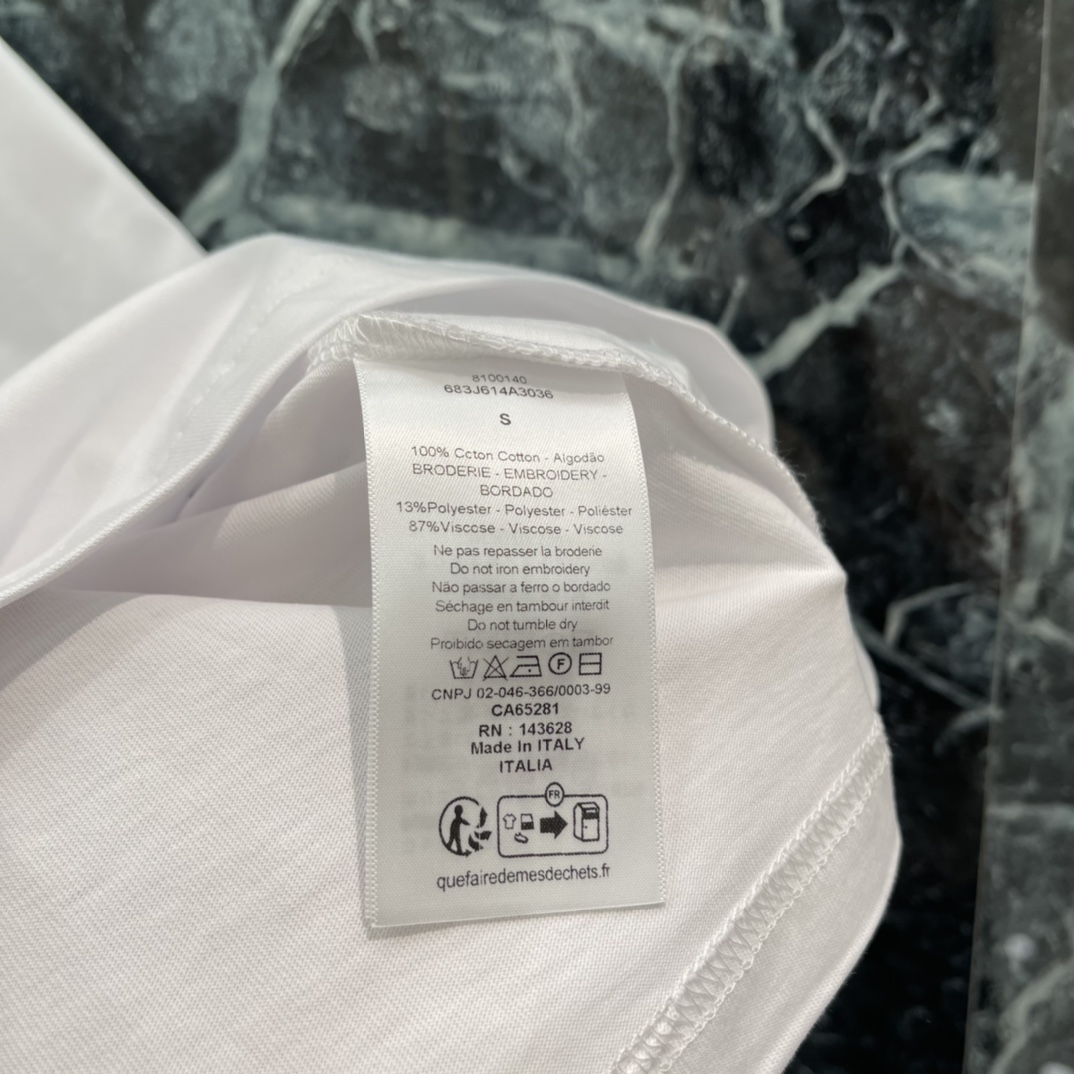 8100140
683J614A3036
S
100% Ccton Cotton - Algodão
BRODERIE - EMBROIDERY -
BORDADO
13%Polyester - Polyester - Poliéster
87%Viscose - Viscose - Viscose
Ne pas repasser la broderie
Do not iron embroidery
Não passar a ferro o bordado
Séchage en tambour interdit
Do not tumble dry
Proibido secagem em tambor
F
CNPJ 02-046-366/0003-99
CA65281
RN : 143628
Made In ITALY
ITALIA
FR
quefairedemesdechets.fr